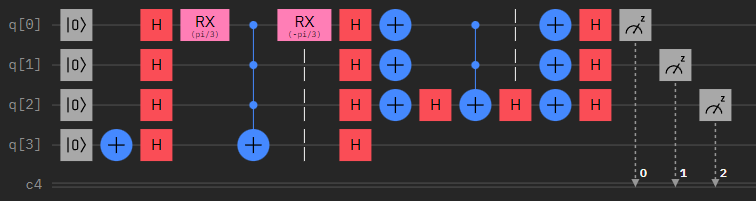 q[0] |0⟩ H RX (pi/3) RX (-pi/3) H H z
q[1] |0⟩ H H H z
q[2] |0⟩ H H H H H z
q[3] |0⟩ H H
c4 0 1 2